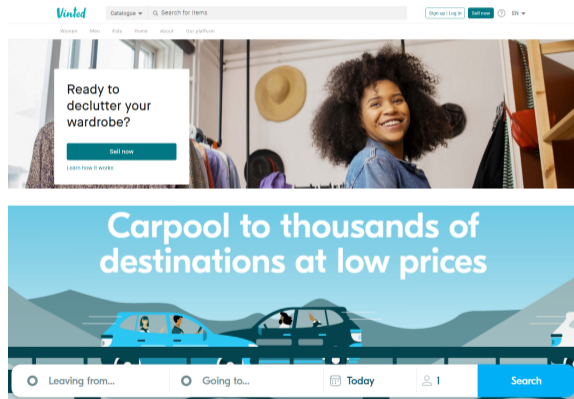 Vinted
Catalogue
Search for items
Sign up | Log in
Sell now
?
EN
Women Men Kids Home About Our platform
Ready to
declutter your
wardrobe?
Sell now
Learn how it works
Carpool to thousands of
destinations at low prices
Leaving from...
Going to...
Today
1
Search